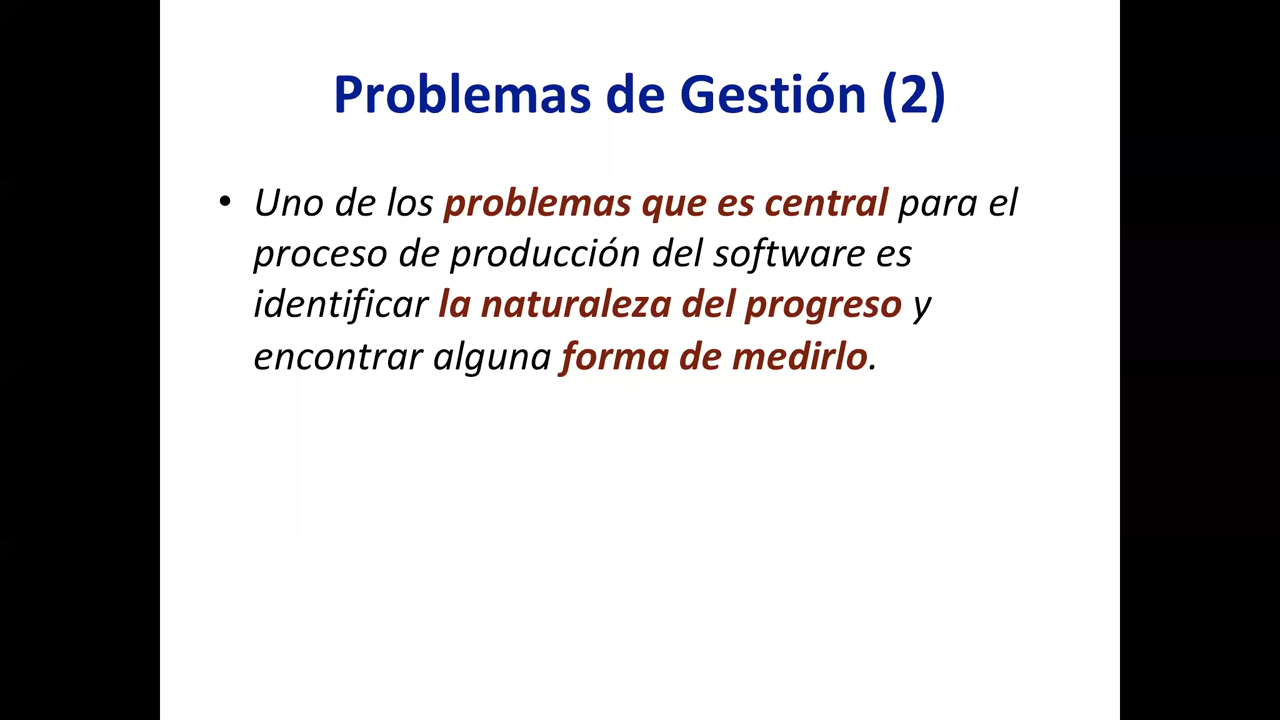 Problemas de Gestión (2)
• Uno de los problemas que es central para el
proceso de producción del software es
identificar la naturaleza del progreso y
encontrar alguna forma de medirlo.